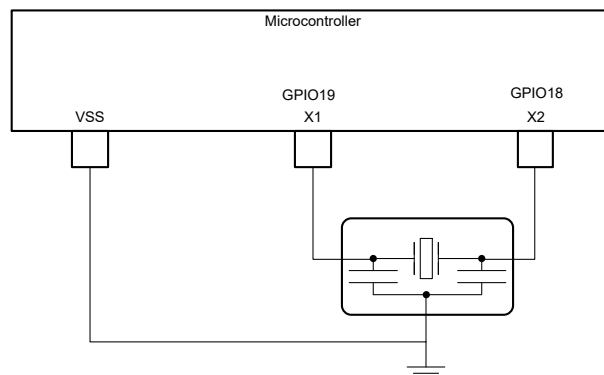 Microcontroller
GPIO19
GPIO18
VSS
X1
X2